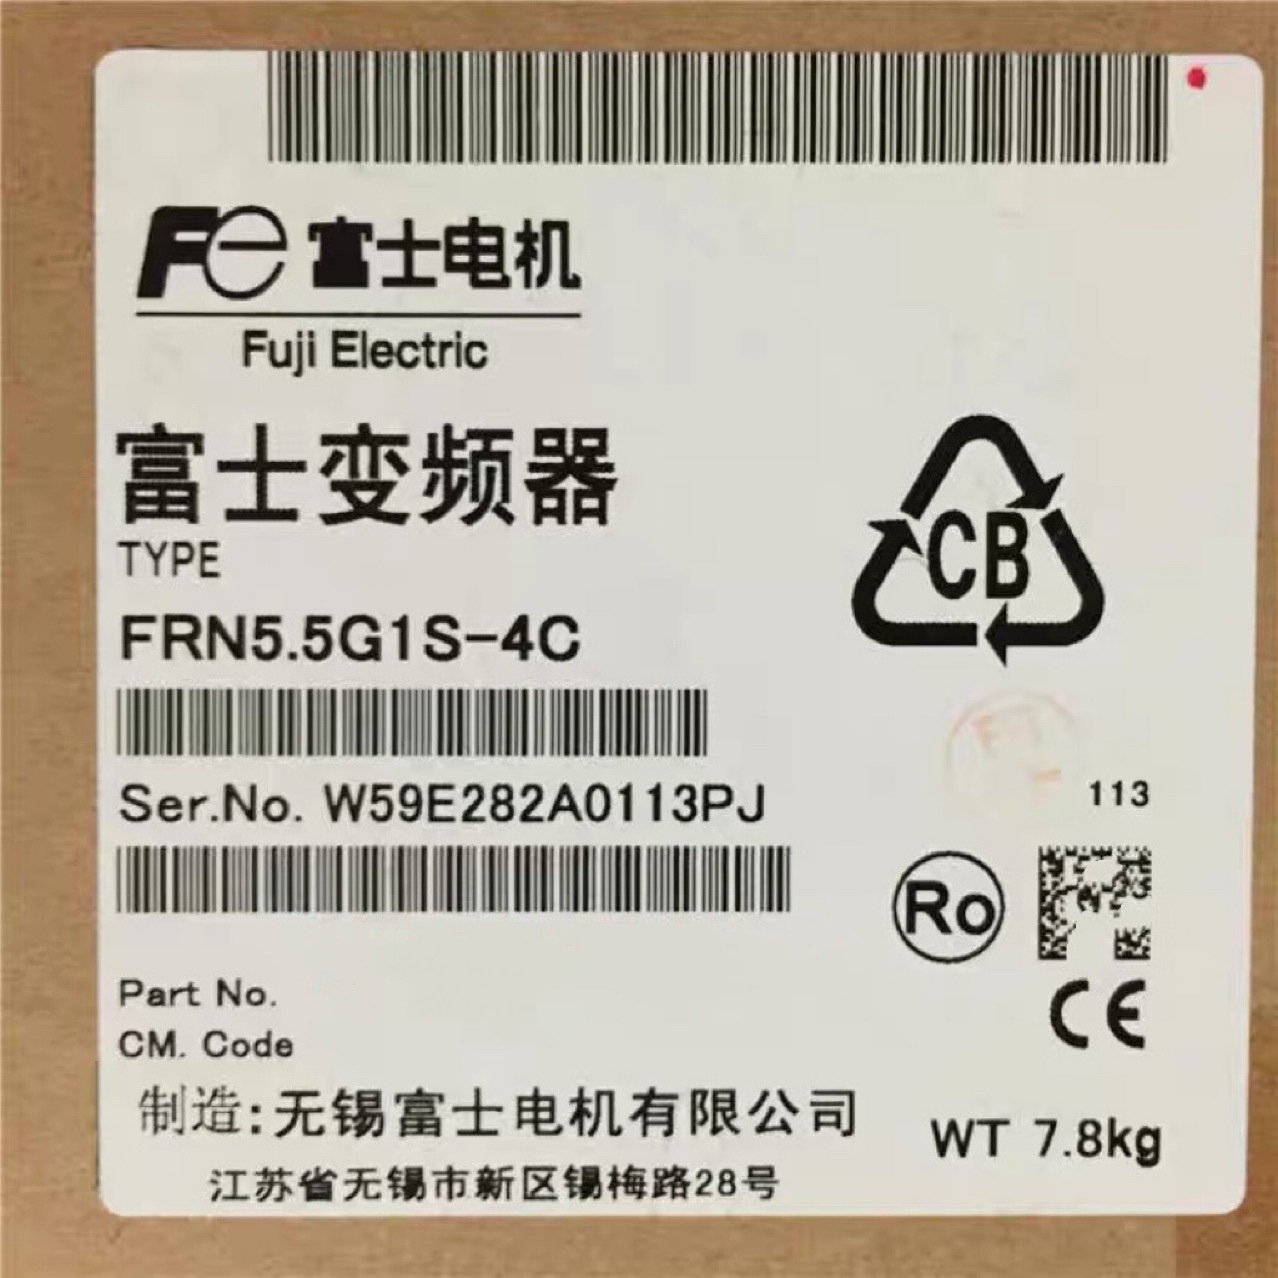 Fe 富士电机
Fuji Electric
富士变频器
TYPE
CB
FRN5.5G1S-4C
Ser.No. W59E282A0113PJ
113
Ro
Part No.
CM. Code
CE
制造:无锡富士电机有限公司
WT 7.8kg
江苏省无锡市新区锡梅路28号